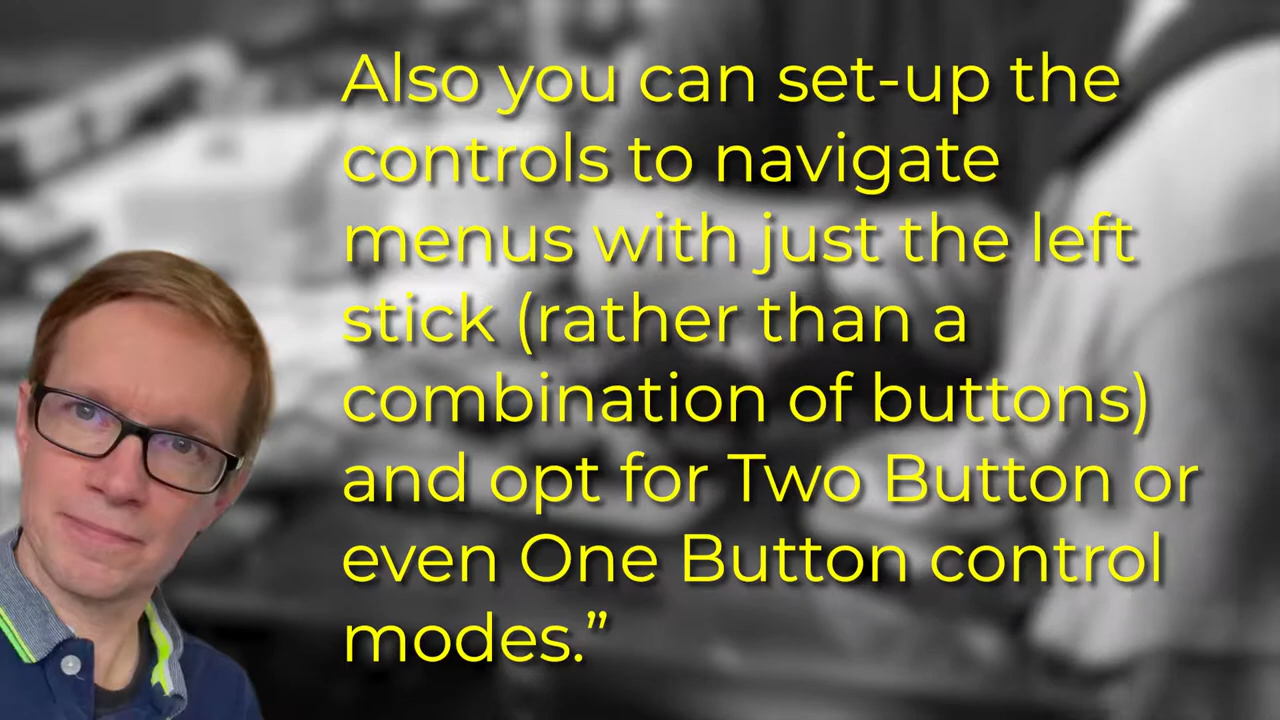 Also you can set-up the
controls to navigate
menus with just the left
stick (rather than a
combination of buttons)
and opt for Two Button or
even One Button control
modes.”